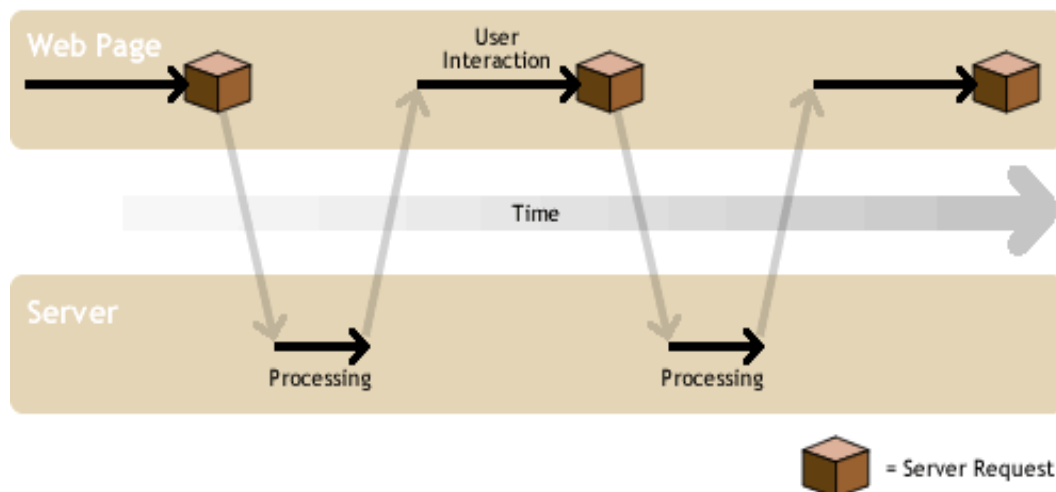 Web Page
User
Interaction
Time
Server
Processing
Processing
= Server Request